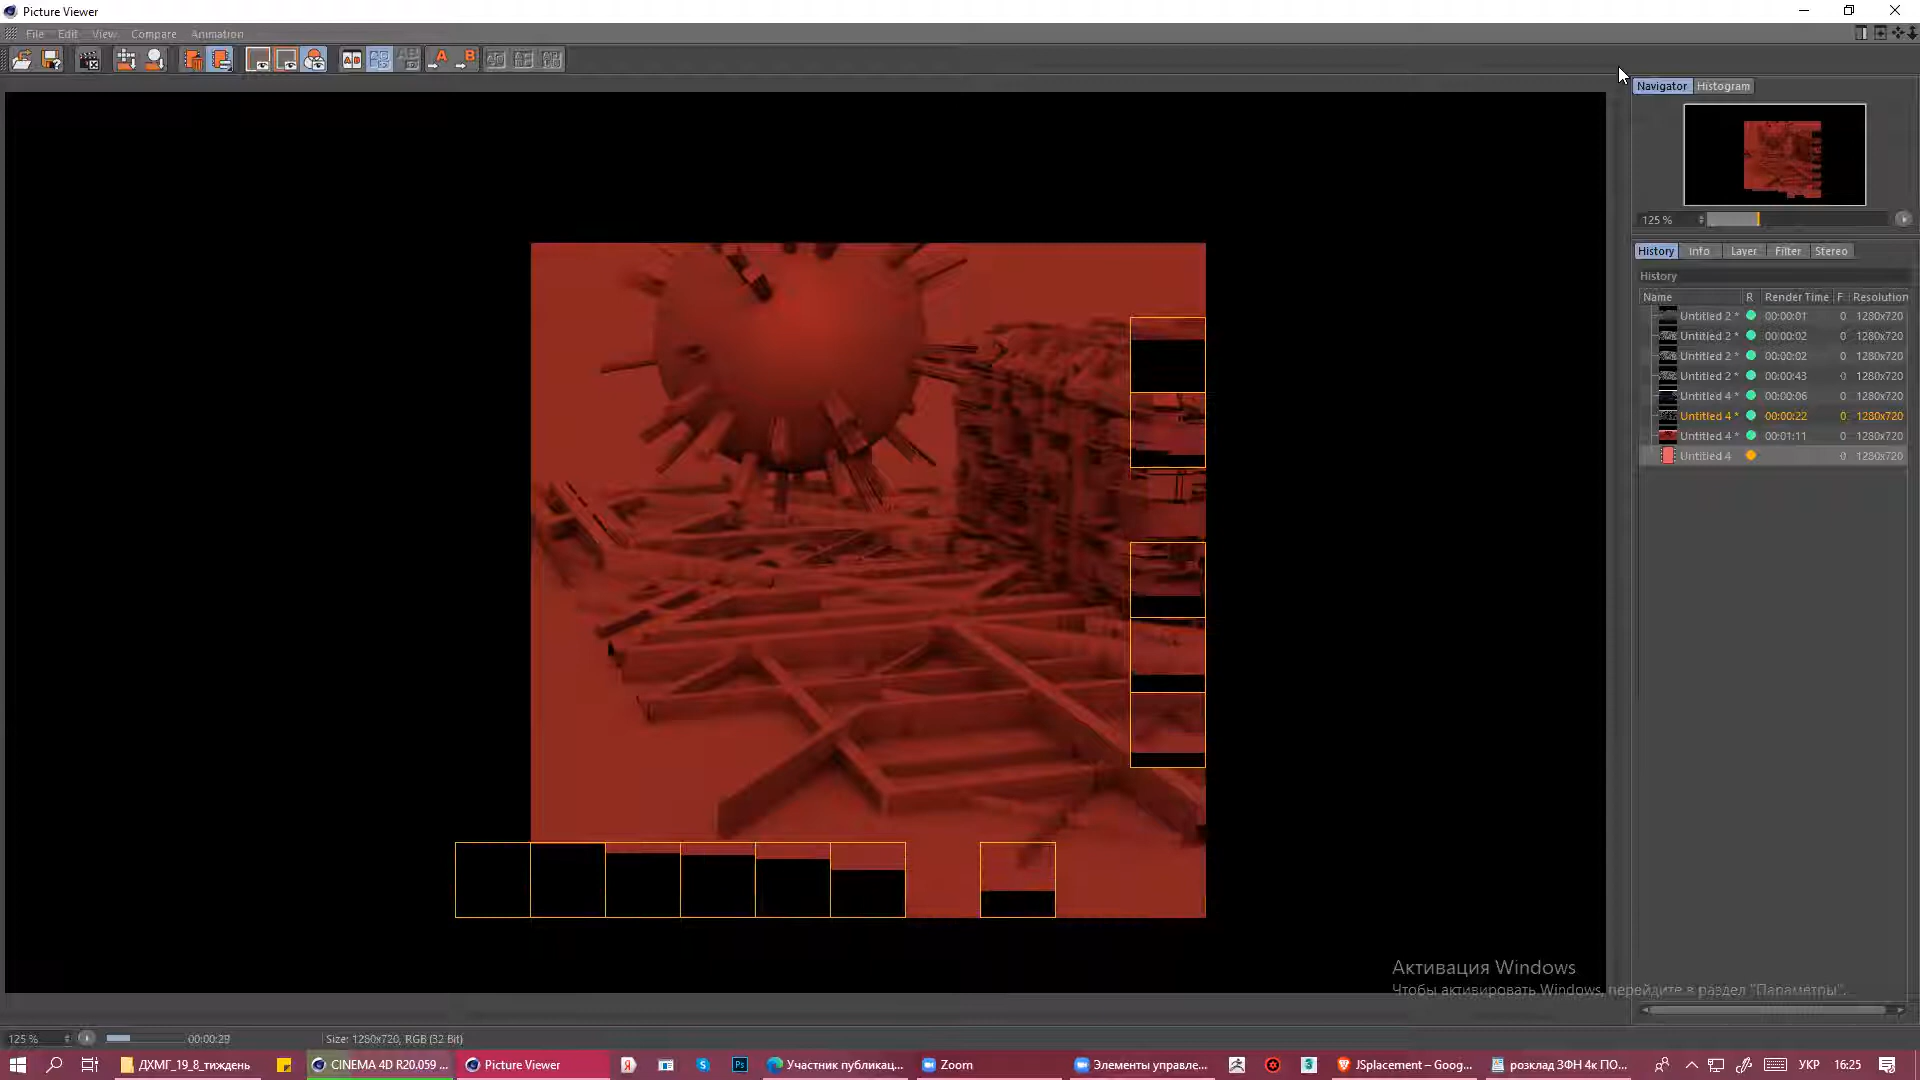 Picture Viewer
File Edit View Compare Animation
Navigator Histogram
125 %
History Info Layer Filter Stereo
History
Name R Render Time F Resolution
Untitled 2 * 00:00:01 0 1280x720
Untitled 2 * 00:00:02 0 1280x720
Untitled 2 * 00:00:02 0 1280x720
Untitled 2 * 00:00:43 0 1280x720
Untitled 4 * 00:00:06 0 1280x720
Untitled 4 * 00:00:22 0 1280x720
Untitled 4 * 00:01:11 0 1280x720
Untitled 4 0 1280x720
Активация Windows
Чтобы активировать Windows, перейдите в раздел "Параметры".
125 % 00:00:29 Size: 1280x720, RGB (32 Bit)
ДХМГ_19_8_тиждень CINEMA 4D R20.059 ... Picture Viewer Участник публикац... Zoom Элементы управле... JSplacement – Goog... розклад ЗФН 4к ПО... УКР 16:25